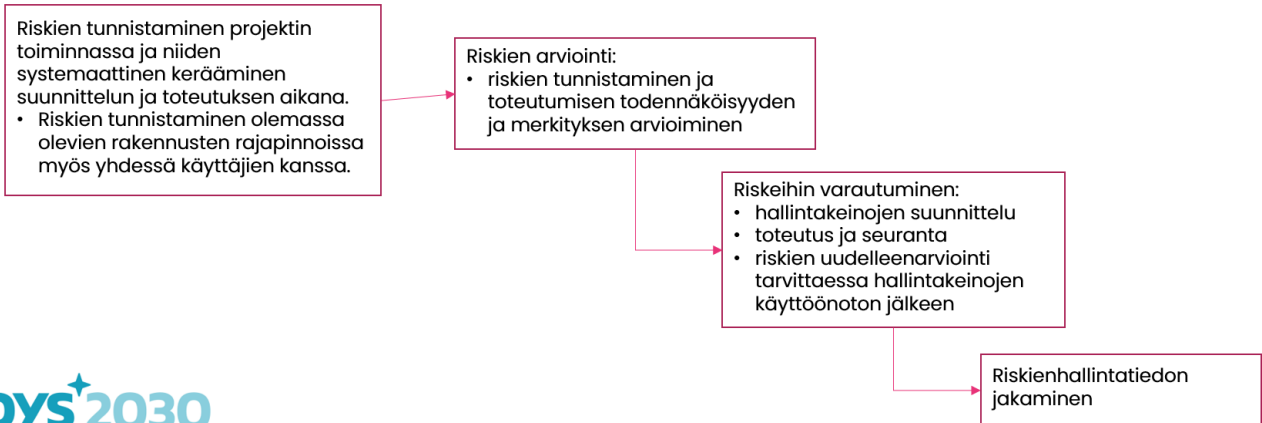 Riskien tunnistaminen projektin
toiminnassa ja niiden
systemaattinen kerääminen
suunnittelun ja toteutuksen aikana.
• Riskien tunnistaminen olemassa
olevien rakennusten rajapinnoissa
myös yhdessä käyttäjien kanssa.
Riskien arviointi:
• riskien tunnistaminen ja
toteutumisen todennäköisyyden
ja merkityksen arvioiminen
Riskeihin varautuminen:
• hallintakeinojen suunnittelu
• toteutus ja seuranta
• riskien uudelleenarviointi
tarvittaessa hallintakeinojen
käyttöönoton jälkeen
Riskienhallintatiedon
jakaminen
2030